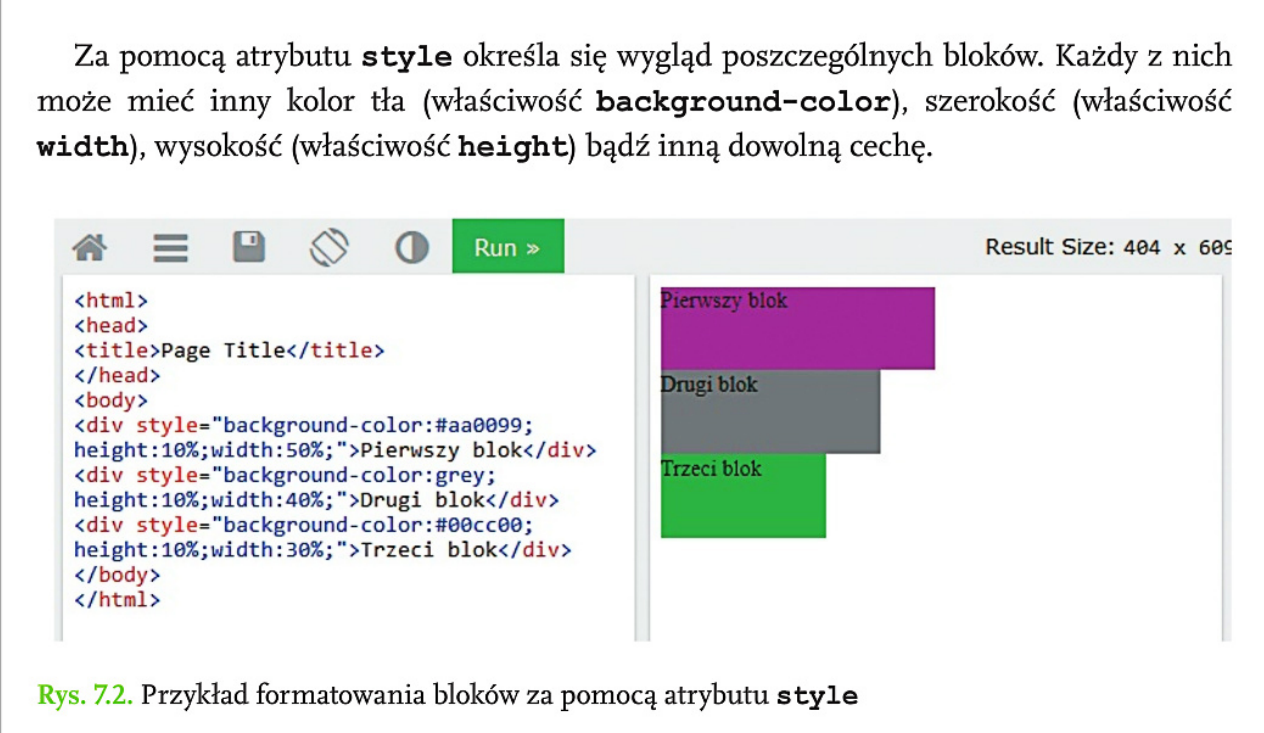 Za pomocą atrybutu style określa się wygląd poszczególnych bloków. Każdy z nich
może mieć inny kolor tła (właściwość background-color), szerokość (właściwość
width), wysokość (właściwość height) bądź inną dowolną cechę.
Run »
Result Size: 404 x 609
<html>
<head>
<title>Page Title</title>
</head>
<body>
<div style="background-color:#aa0099;
height:10%;width:50%;">Pierwszy blok</div>
<div style="background-color:grey;
height:10%;width:40%;">Drugi blok</div>
<div style="background-color:#00cc00;
height:10%;width:30%;">Trzeci blok</div>
</body>
</html>
Pierwszy blok
Drugi blok
Trzeci blok
Rys. 7.2. Przykład formatowania bloków za pomocą atrybutu style